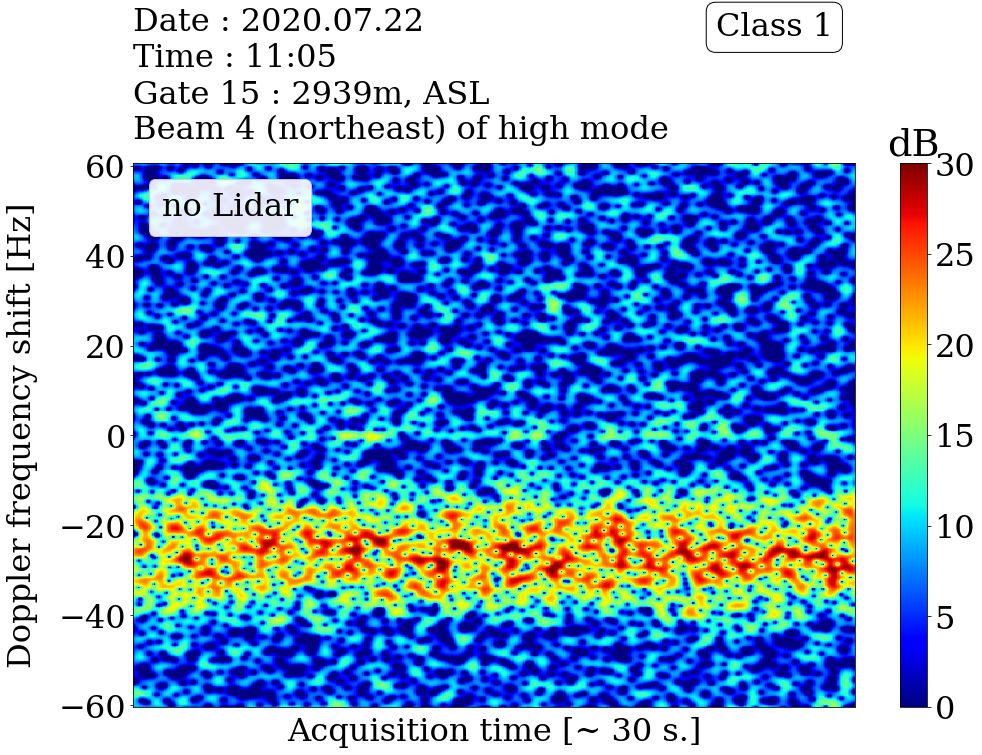 Date : 2020.07.22
Time : 11:05
Gate 15 : 2939m, ASL
Beam 4 (northeast) of high mode
Class 1
dB
no Lidar
60
40
20
0
−20
−40
−60
Doppler frequency shift [Hz]
Acquisition time [~ 30 s.]
30
25
20
15
10
5
0